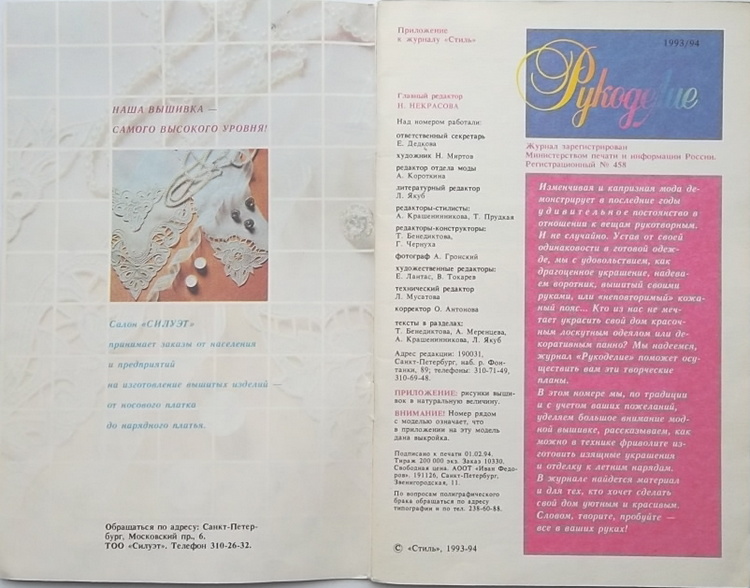 НАША ВЫШИВКА —
САМОГО ВЫСОКОГО УРОВНЯ!
Салон «СИЛУЭТ»
принимает заказы от населения
и предприятий
на изготовление вышитых изделий —
от носового платка
до нарядного платья.
Обращаться по адресу: Санкт-Петер-
бург, Московский пр., 6.
ТОО «Силуэт». Телефон 310-26-32.
Приложение
к журналу «Стиль»
Главный редактор
Н. НЕКРАСОВА
Над номером работали:
ответственный секретарь
Е. Дедкова
художник Н. Миртов
редактор отдела моды
А. Короткина
литературный редактор
Л. Якуб
редакторы-стилисты:
А. Крашенинникова, Т. Прудкая
редакторы-конструкторы:
Т. Бенедиктова,
Г. Чернуха
фотограф А. Гронский
художественные редакторы:
Е. Лантас, В. Токарев
технический редактор
Л. Мусатова
корректор О. Антонова
тексты в разделах:
Т. Бенедиктова, А. Меренцева,
А. Крашенинникова, Л. Якуб
Адрес редакции: 190031,
Санкт-Петербург, наб. р. Фон-
танки, 89; телефоны: 310-71-49,
310-69-48.
ПРИЛОЖЕНИЕ: рисунки выши-
вок в натуральную величину.
ВНИМАНИЕ! Номер рядом
с моделью означает, что
в приложении на эту модель
дана выкройка.
Подписано к печати 01.02.94.
Тираж 200 000 экз. Заказ 10330.
Свободная цена. АООТ «Иван Федо-
ров». 191126, Санкт-Петербург,
Звенигородская, 11.
По вопросам полиграфического
брака обращаться по адресу
типографии и по тел. 238-60-88.
© «Стиль», 1993-94
1993/94
Рукоделие
Журнал зарегистрирован
Министерством печати и информации России.
Регистрационный № 458
Изменчивая и капризная мода де-
монстрирует в последние годы
удивительное постоянство в
отношении к вещам рукотворным.
И не случайно. Устав от своей
одинаковости в готовой одеж-
де, мы с удовольствием, как
драгоценное украшение, надева-
ем воротник, вышитый своими
руками, или «неповторимый» кожа-
ный пояс... Кто из нас не меч-
тает украсить свой дом красоч-
ным лоскутным одеялом или де-
коративным панно? Мы надеемся,
журнал «Рукоделие» поможет осу-
ществить вам эти творческие
планы.
В этом номере мы, по традиции
и с учетом ваших пожеланий,
уделяем большое внимание мод-
ной вышивке, рассказываем, как
можно в технике фриволите из-
готовить изящные украшения
и отделку к летним нарядам.
В журнале найдется материал
и для тех, кто хочет сделать
свой дом уютным и красивым.
Словом, творите, пробуйте —
все в ваших руках!